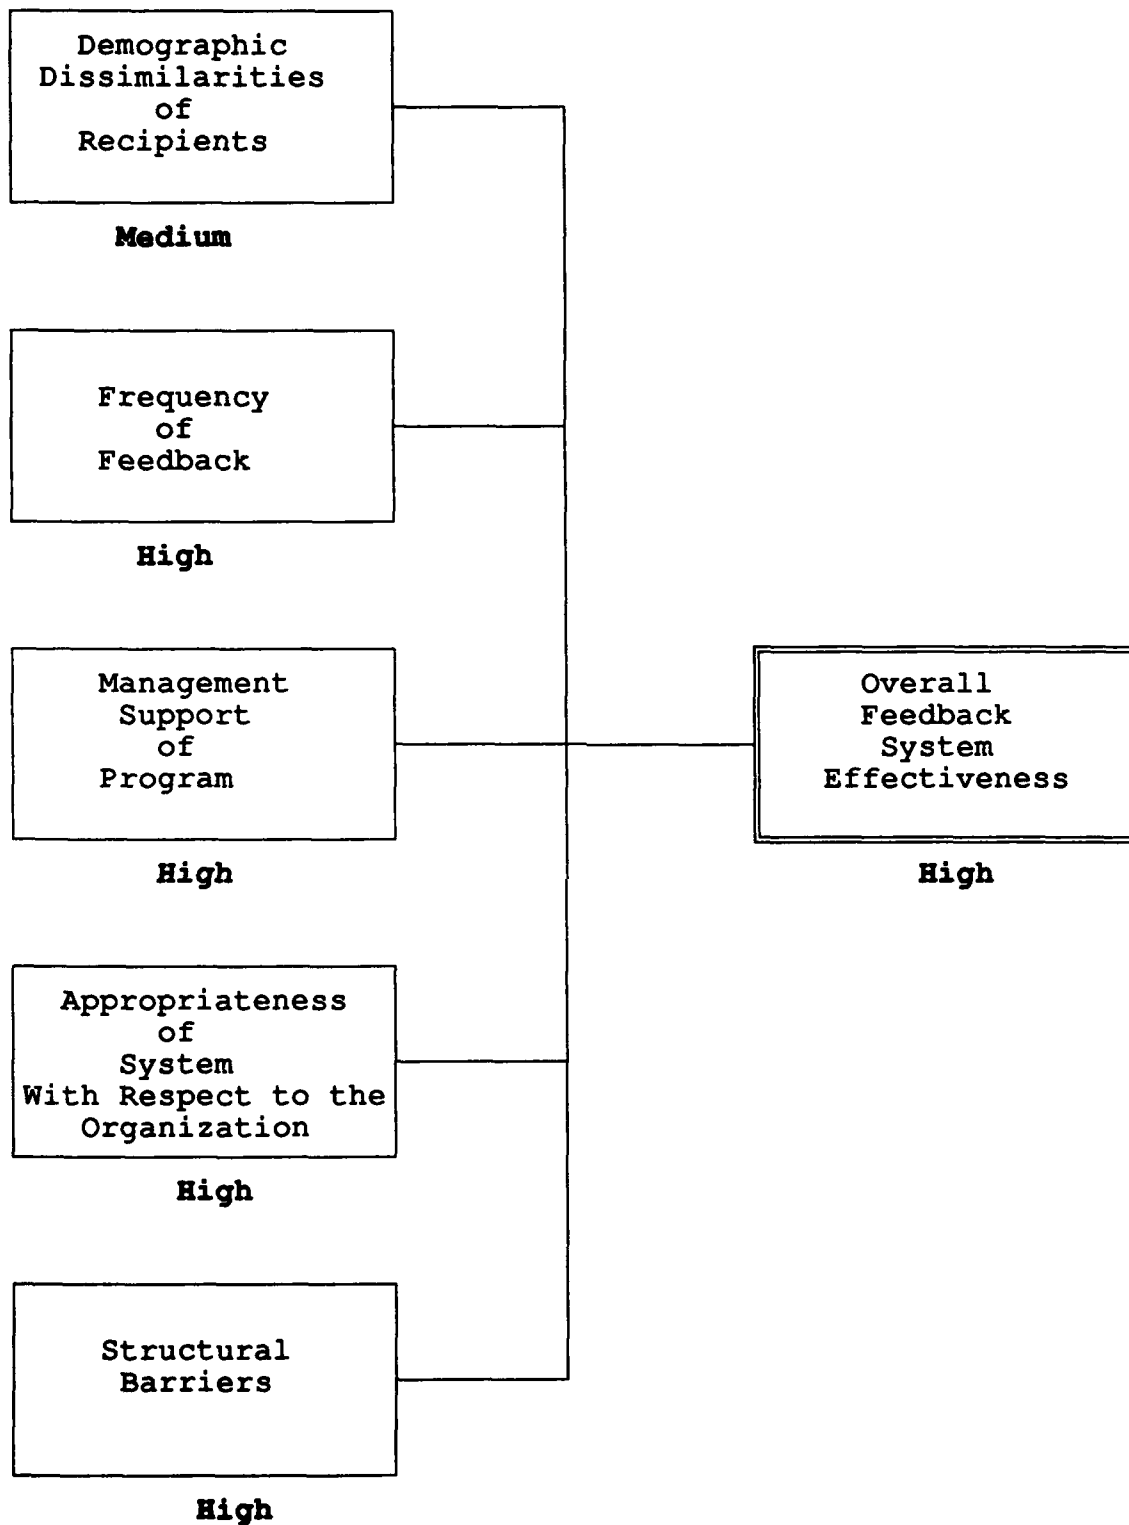 Demographic
Dissimilarities
of
Recipients
Medium
Frequency
of
Feedback
High
Management
Support
of
Program
High
Appropriateness
of
System
With Respect to the
Organization
High
Structural
Barriers
High
Overall
Feedback
System
Effectiveness
High